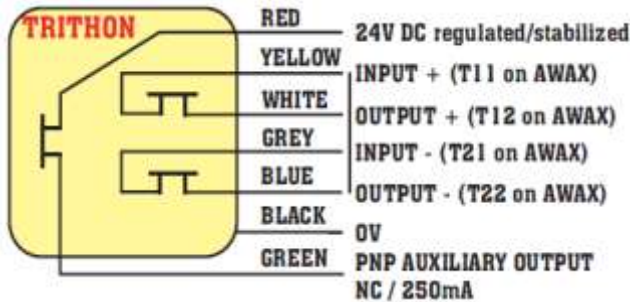 TRITHON
RED
24V DC regulated/stabilized
YELLOW
INPUT + (T11 on AWAX)
WHITE
OUTPUT + (T12 on AWAX)
GREY
INPUT - (T21 on AWAX)
BLUE
OUTPUT - (T22 on AWAX)
BLACK
0V
GREEN
PNP AUXILIARY OUTPUT
NC / 250mA